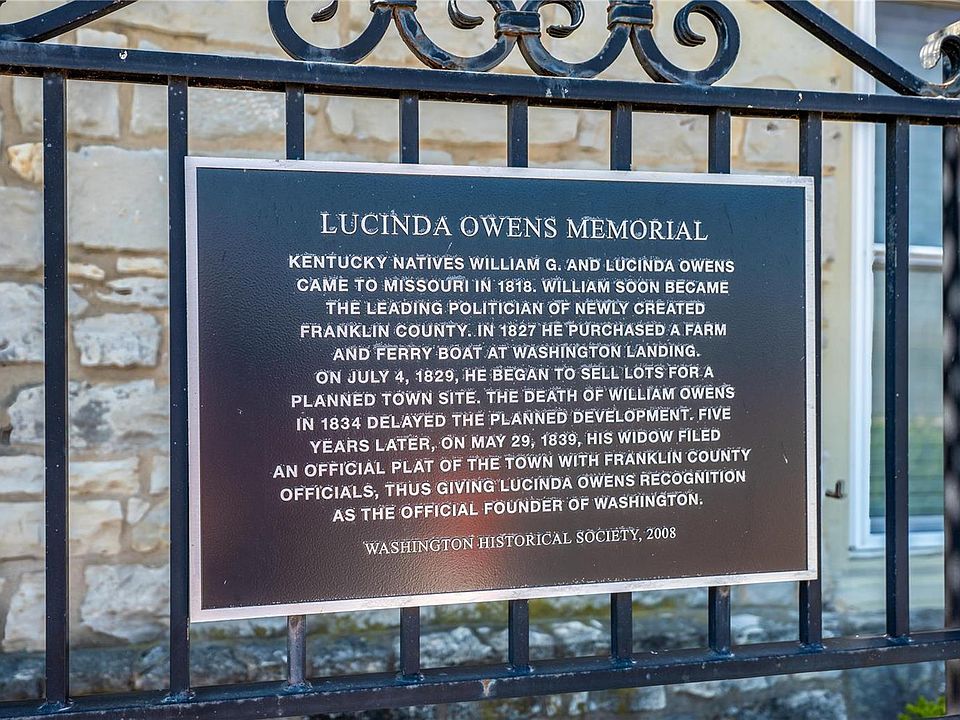 LUCINDA OWENS MEMORIAL
KENTUCKY NATIVES WILLIAM G. AND LUCINDA OWENS
CAME TO MISSOURI IN 1818. WILLIAM SOON BECAME
THE LEADING POLITICIAN OF NEWLY CREATED
FRANKLIN COUNTY. IN 1827 HE PURCHASED A FARM
AND FERRY BOAT AT WASHINGTON LANDING.
ON JULY 4, 1829, HE BEGAN TO SELL LOTS FOR A
PLANNED TOWN SITE. THE DEATH OF WILLIAM OWENS
IN 1834 DELAYED THE PLANNED DEVELOPMENT. FIVE
YEARS LATER, ON MAY 29, 1839, HIS WIDOW FILED
AN OFFICIAL PLAT OF THE TOWN WITH FRANKLIN COUNTY
OFFICIALS, THUS GIVING LUCINDA OWENS RECOGNITION
AS THE OFFICIAL FOUNDER OF WASHINGTON.
WASHINGTON HISTORICAL SOCIETY, 2008